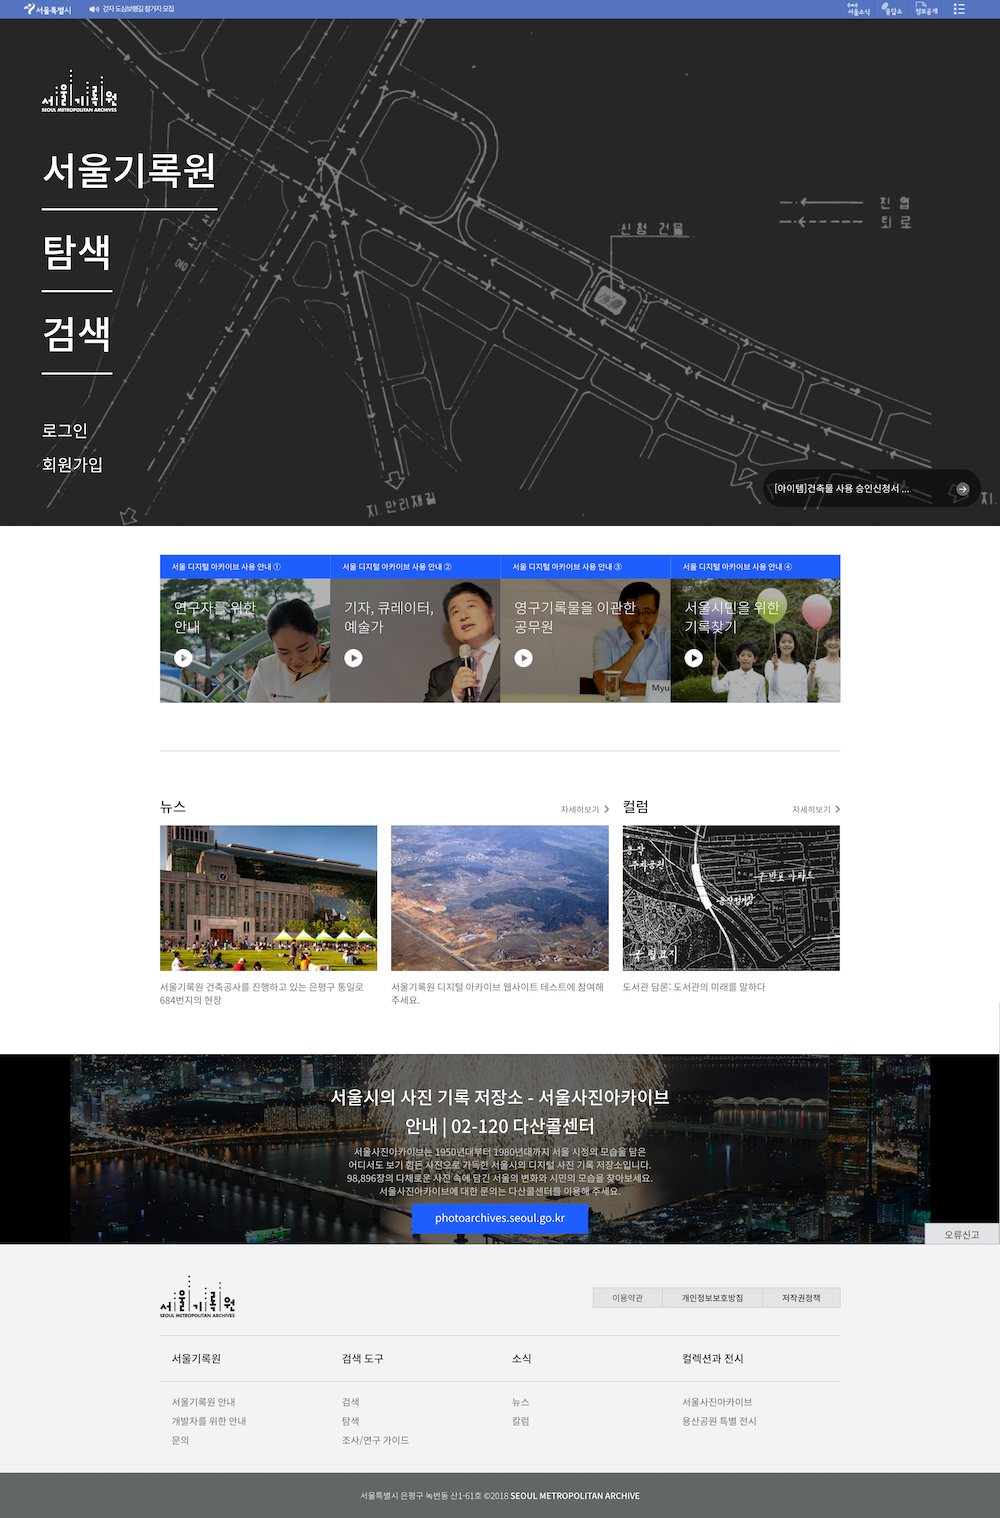 서울특별시
걷자 도심보행길 참가자 모집
서울소식
응답소
정보공개
서울기록원
SEOUL METROPOLITAN ARCHIVES
서울기록원
탐색
검색
로그인
회원가입
신청 건물
진 입
퇴 로
지. 만리재길
지.
[아이템]건축물 사용 승인신청서 ...
서울 디지털 아카이브 사용 안내 ①
연구자를 위한
안내
서울 디지털 아카이브 사용 안내 ②
기자, 큐레이터,
예술가
서울 디지털 아카이브 사용 안내 ③
영구기록물을 이관한
공무원
Myu
서울 디지털 아카이브 사용 안내 ④
서울시민을 위한
기록찾기
뉴스
자세히보기
컬럼
자세히보기
구반포 아파트
국립묘지
서울기록원 건축공사를 진행하고 있는 은평구 통일로
684번지의 현장
서울기록원 디지털 아카이브 웹사이트 테스트에 참여해
주세요.
도서관 담론: 도서관의 미래를 말하다
서울시의 사진 기록 저장소 - 서울사진아카이브
안내 | 02-120 다산콜센터
서울사진아카이브는 1950년대부터 1980년대까지 서울 시정의 모습을 담은
어디서도 보기 힘든 사진으로 가득한 서울시의 디지털 사진 기록 저장소입니다.
98,896장의 다채로운 사진 속에 담긴 서울의 변화와 시민의 모습을 찾아보세요.
서울사진아카이브에 대한 문의는 다산콜센터를 이용해 주세요.
photoarchives.seoul.go.kr
오류신고
서울기록원
SEOUL METROPOLITAN ARCHIVES
이용약관
개인정보보호방침
저작권정책
서울기록원
검색 도구
소식
컬렉션과 전시
서울기록원 안내
검색
뉴스
서울사진아카이브
개발자를 위한 안내
탐색
칼럼
용산공원 특별 전시
문의
조사/연구 가이드
서울특별시 은평구 녹번동 산1-61호 ©2018 SEOUL METROPOLITAN ARCHIVE